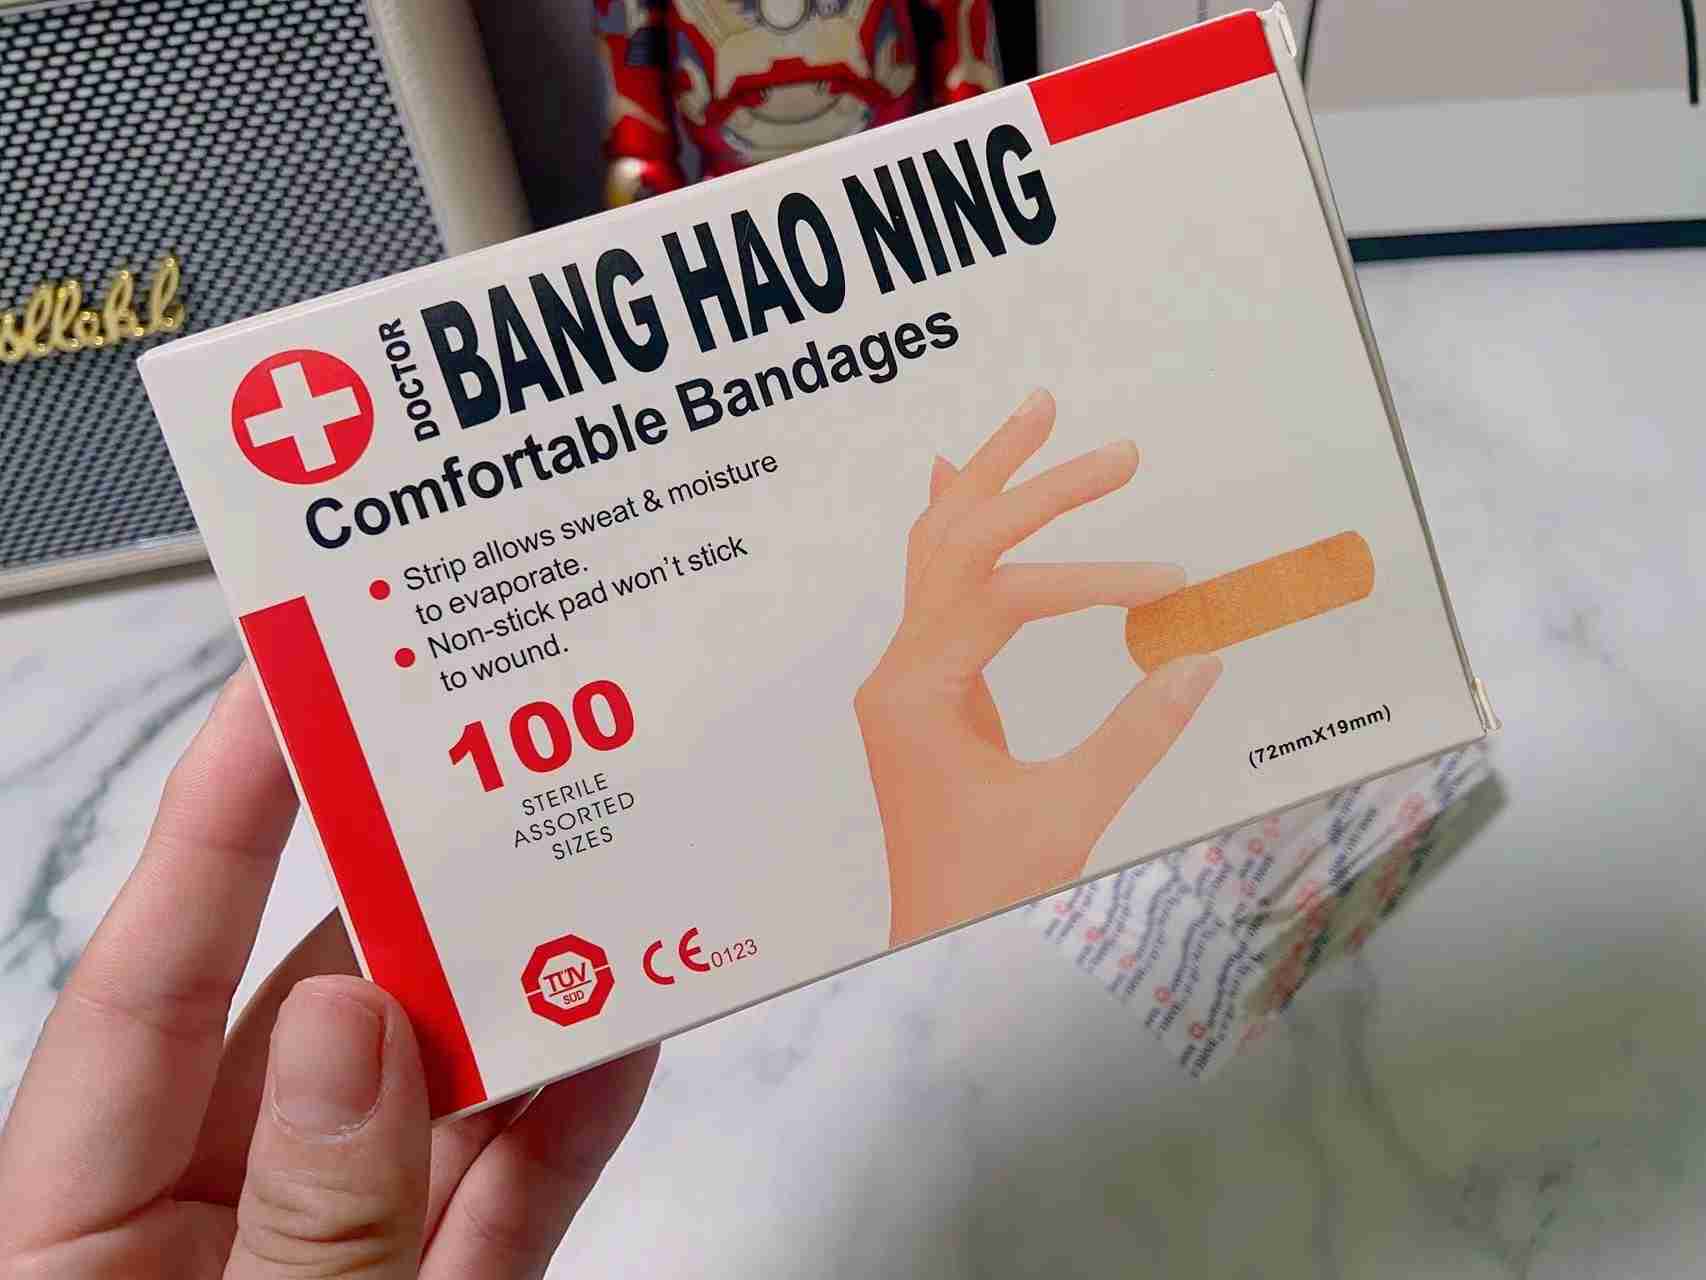 DOCTOR
BANG HAO NING
Comfortable Bandages
Strip allows sweat & moisture
to evaporate.
Non-stick pad won't stick
to wound.
100
STERILE
ASSORTED
SIZES
(72mmX19mm)
TÜV
SÜD
CE0123